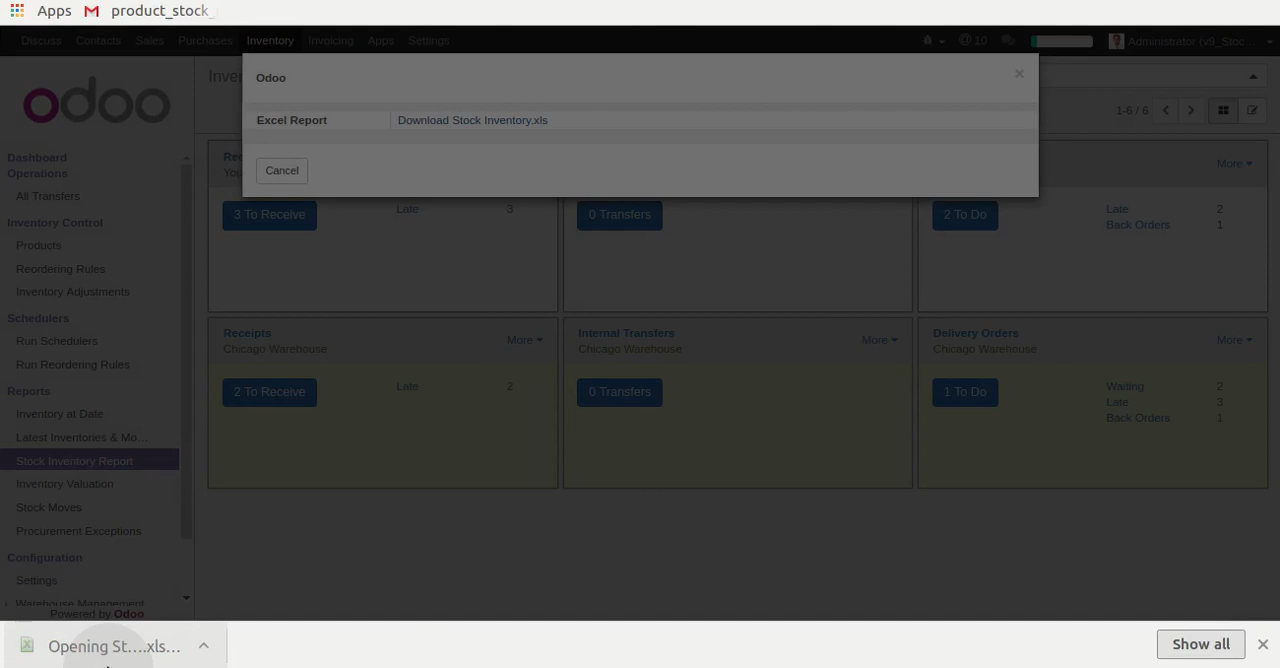 Apps product_stock_
Discuss Contacts Sales Purchases Inventory Invoicing Apps Settings 10 Administrator (v9_Stoc…
odoo
Odoo ×
Excel Report Download Stock Inventory.xls
Cancel
1-6 / 6
Dashboard
Operations
All Transfers
Inventory Control
Products
Reordering Rules
Inventory Adjustments
Schedulers
Run Schedulers
Run Reordering Rules
Reports
Inventory at Date
Latest Inventories & Mo…
Stock Inventory Report
Inventory Valuation
Stock Moves
Procurement Exceptions
Configuration
Settings
Warehouse Management
Powered by Odoo
More
3 To Receive Late 3
0 Transfers
2 To Do Late 2
Back Orders 1
Receipts More
Chicago Warehouse
2 To Receive Late 2
Internal Transfers More
Chicago Warehouse
0 Transfers
Delivery Orders More
Chicago Warehouse
1 To Do Waiting 2
Late 3
Back Orders 1
Opening St....xls...
Show all